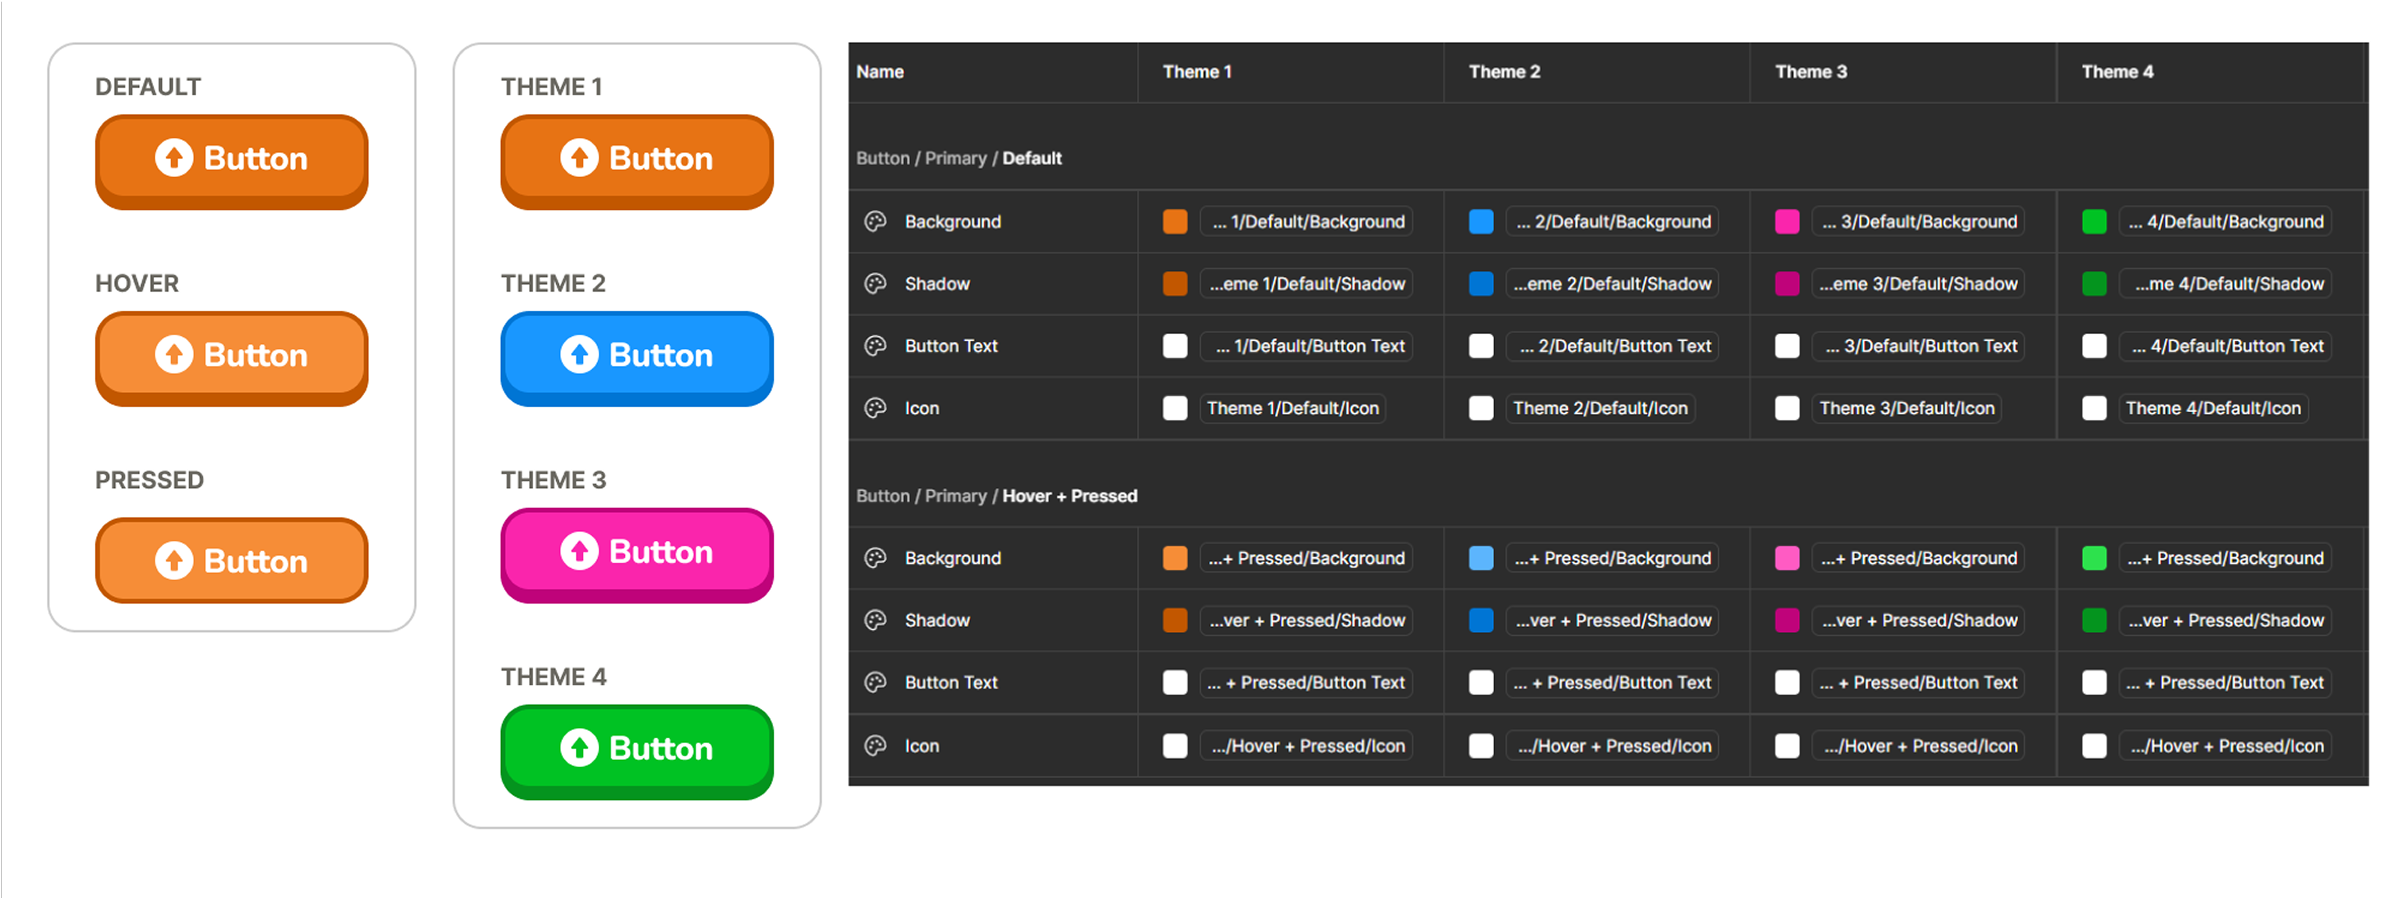 DEFAULT
Button
HOVER
Button
PRESSED
Button
THEME 1
Button
THEME 2
Button
THEME 3
Button
THEME 4
Button
Name Theme 1 Theme 2 Theme 3 Theme 4
Button / Primary / Default
Background ... 1/Default/Background ... 2/Default/Background ... 3/Default/Background ... 4/Default/Background
Shadow ...eme 1/Default/Shadow ...eme 2/Default/Shadow ...eme 3/Default/Shadow ...me 4/Default/Shadow
Button Text ... 1/Default/Button Text ... 2/Default/Button Text ... 3/Default/Button Text ... 4/Default/Button Text
Icon Theme 1/Default/Icon Theme 2/Default/Icon Theme 3/Default/Icon Theme 4/Default/Icon
Button / Primary / Hover + Pressed
Background ...+ Pressed/Background ...+ Pressed/Background ...+ Pressed/Background ...+ Pressed/Background
Shadow ...ver + Pressed/Shadow ...ver + Pressed/Shadow ...ver + Pressed/Shadow ...ver + Pressed/Shadow
Button Text ... + Pressed/Button Text ... + Pressed/Button Text ... + Pressed/Button Text ... + Pressed/Button Text
Icon .../Hover + Pressed/Icon .../Hover + Pressed/Icon .../Hover + Pressed/Icon .../Hover + Pressed/Icon